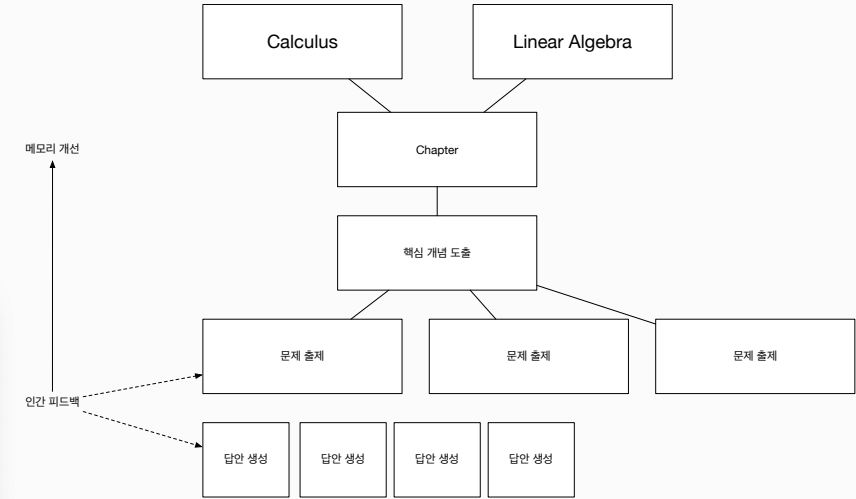 Calculus
Linear Algebra
Chapter
메모리 개선
핵심 개념 도출
문제 출제
문제 출제
문제 출제
인간 피드백
답안 생성
답안 생성
답안 생성
답안 생성